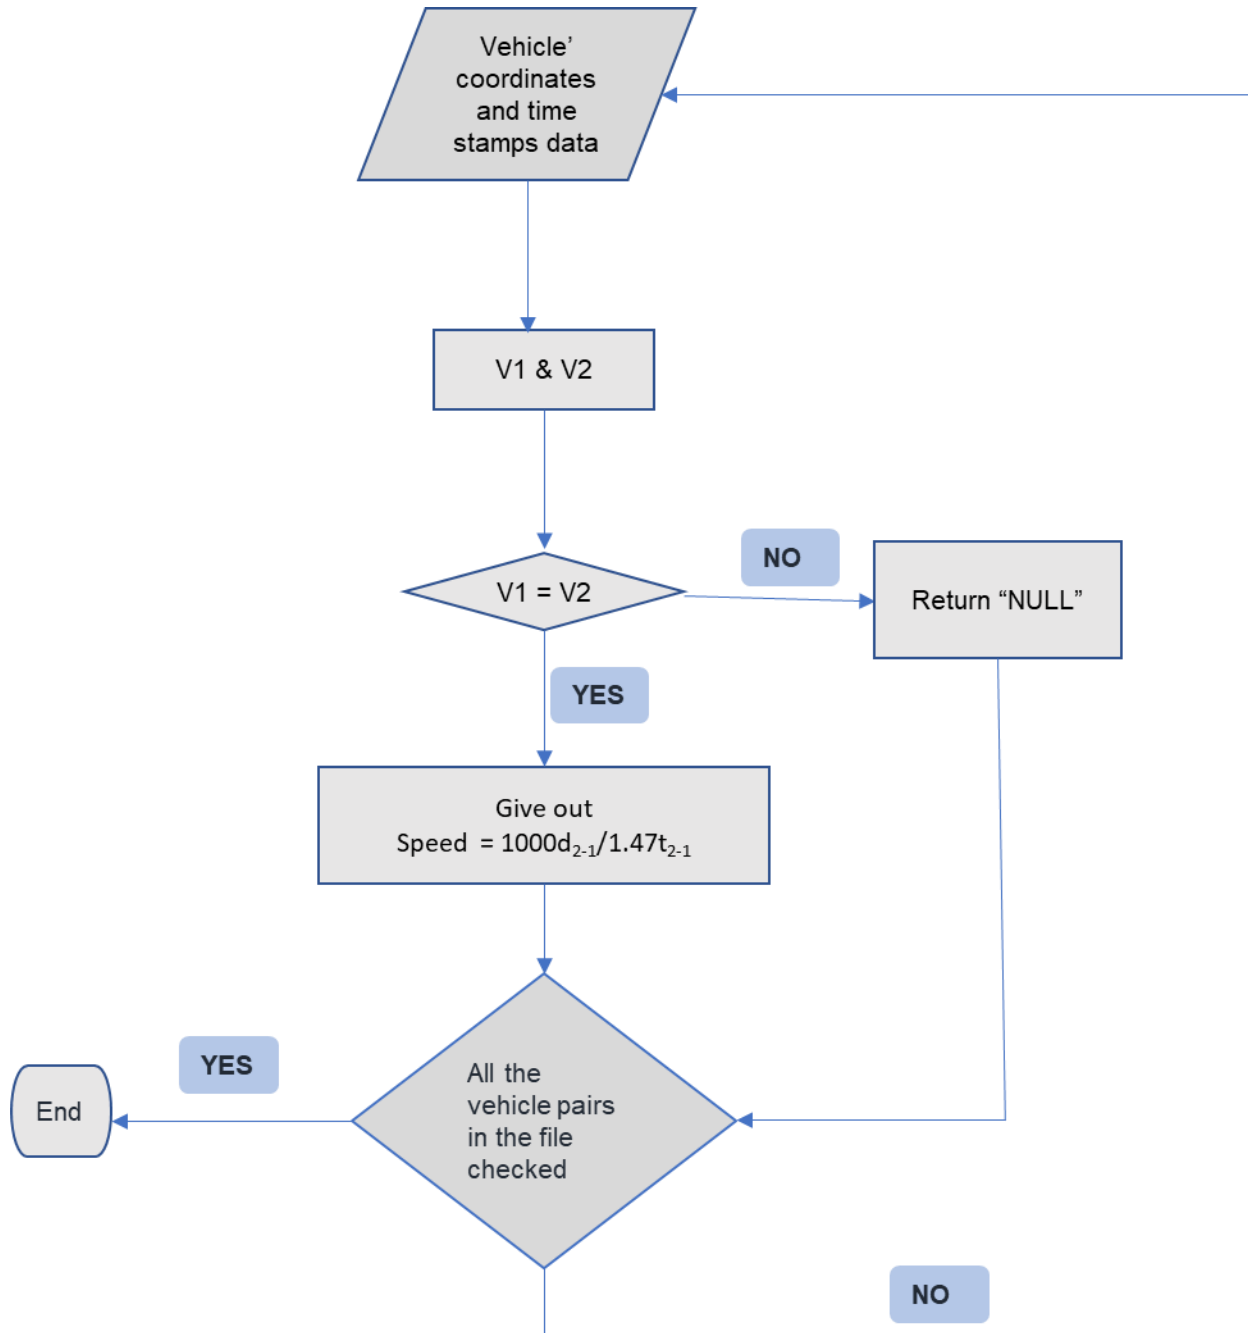 Vehicle’
coordinates
and time
stamps data
V1 & V2
V1 = V2
NO
Return “NULL”
YES
Give out
Speed = 1000d₂₋₁/1.47t₂₋₁
All the
vehicle pairs
in the file
checked
YES
End
NO